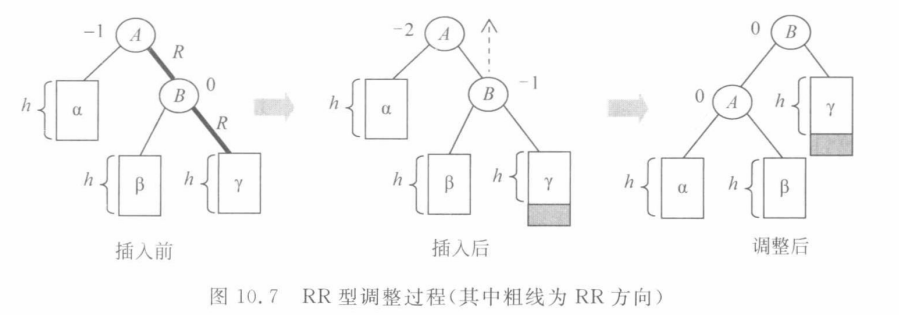 -1 A R
h α B 0
R
h β h γ
插入前
-2 A
h α B -1
h β h γ
插入后
0 B
0 A h γ
h α h β
调整后
图 10.7 RR 型调整过程(其中粗线为 RR 方向)